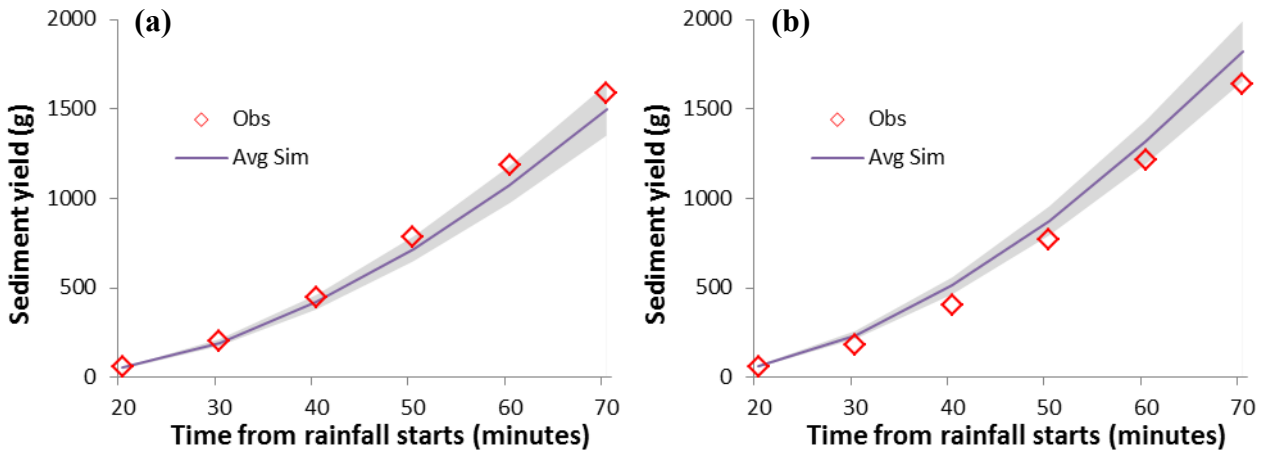 (a)
Sediment yield (g)
2000
1500
1000
500
0
Obs
Avg Sim
20 30 40 50 60 70
Time from rainfall starts (minutes)
(b)
Sediment yield (g)
2000
1500
1000
500
0
Obs
Avg Sim
20 30 40 50 60 70
Time from rainfall starts (minutes)